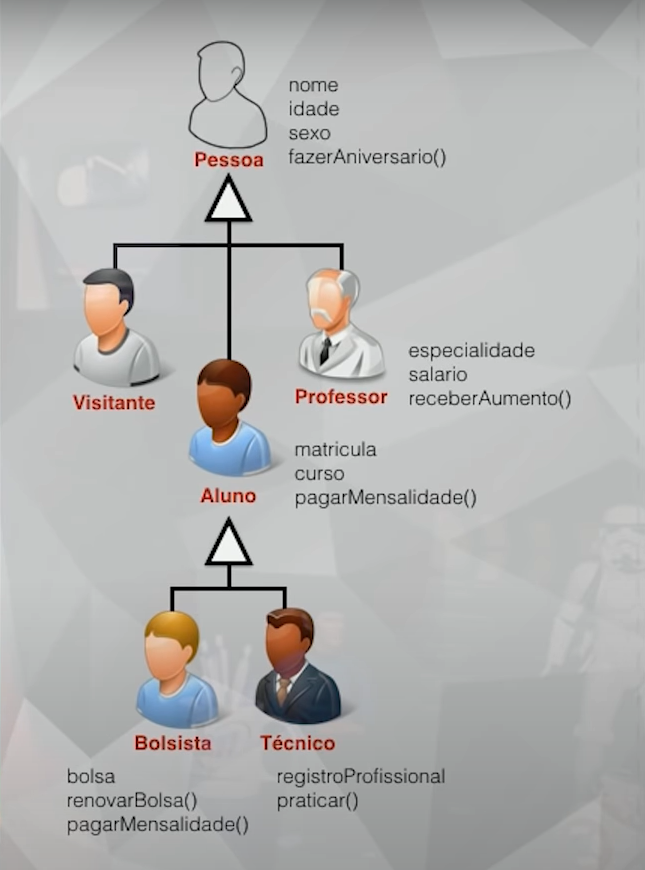 nome
idade
sexo
fazerAniversario()
Pessoa
Visitante
Professor
especialidade
salario
receberAumento()
Aluno
matricula
curso
pagarMensalidade()
Bolsista
Técnico
bolsa
renovarBolsa()
pagarMensalidade()
registroProfissional
praticar()